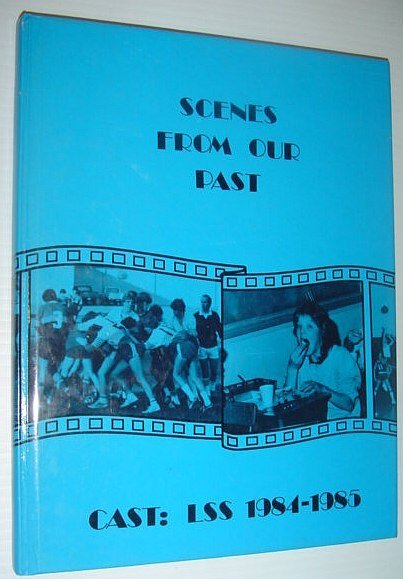 SCENES
FROM OUR
PAST
CAST: LSS 1984-1985